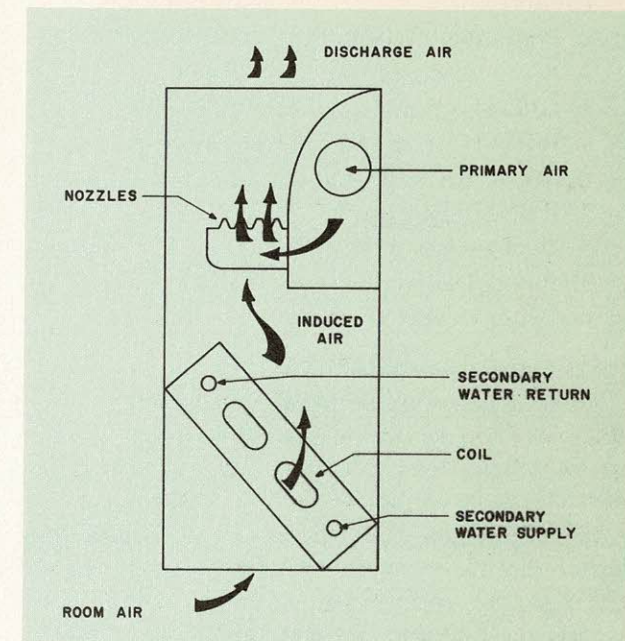 DISCHARGE AIR
PRIMARY AIR
NOZZLES
INDUCED
AIR
SECONDARY
WATER RETURN
COIL
SECONDARY
WATER SUPPLY
ROOM AIR